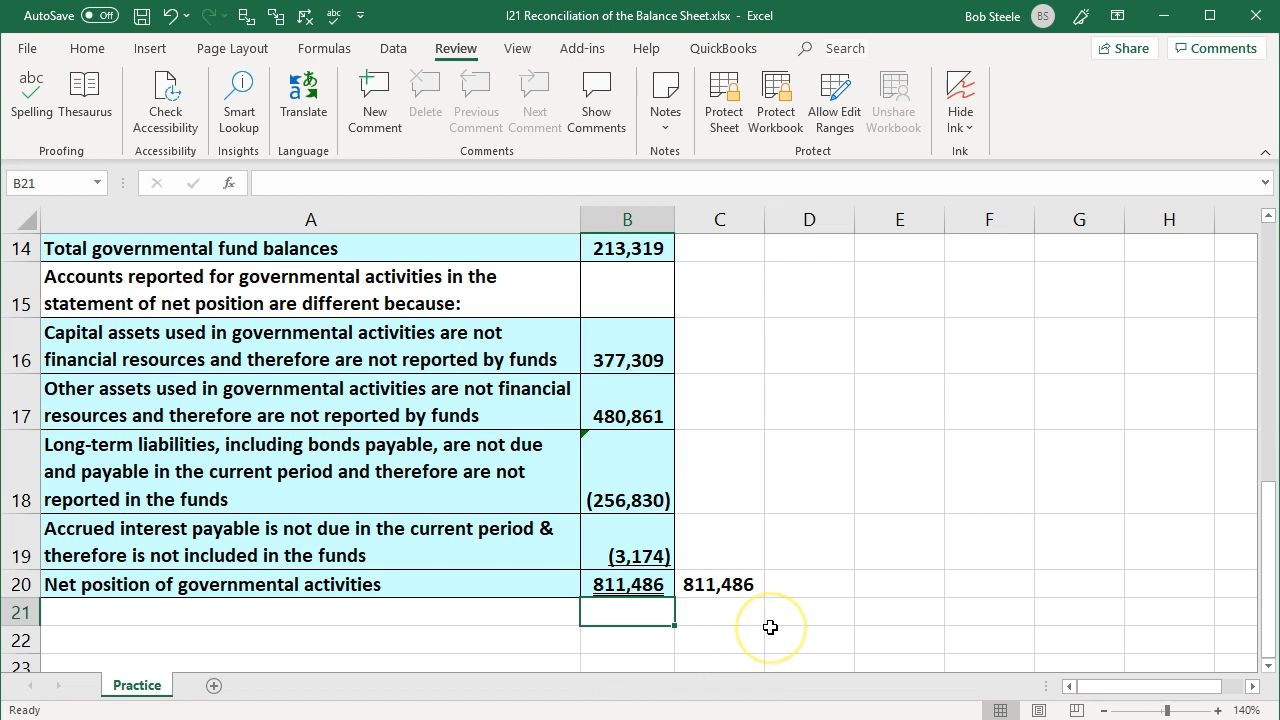 AutoSave Off I21 Reconciliation of the Balance Sheet.xlsx - Excel Bob Steele BS
File Home Insert Page Layout Formulas Data Review View Add-ins Help QuickBooks Search Share Comments
Spelling Thesaurus Check Accessibility Smart Lookup Translate New Comment Delete Previous Comment Next Comment Show Comments Notes Protect Sheet Protect Workbook Allow Edit Ranges Unshare Workbook Hide Ink
Proofing Accessibility Insights Language Comments Notes Protect Ink
B21 fx
A B C D E F G H
14 Total governmental fund balances 213,319
Accounts reported for governmental activities in the
15 statement of net position are different because:
Capital assets used in governmental activities are not
16 financial resources and therefore are not reported by funds 377,309
Other assets used in governmental activities are not financial
17 resources and therefore are not reported by funds 480,861
Long-term liabilities, including bonds payable, are not due
and payable in the current period and therefore are not
18 reported in the funds (256,830)
Accrued interest payable is not due in the current period &
19 therefore is not included in the funds (3,174)
20 Net position of governmental activities 811,486 811,486
21
22
23
Practice
Ready 140%